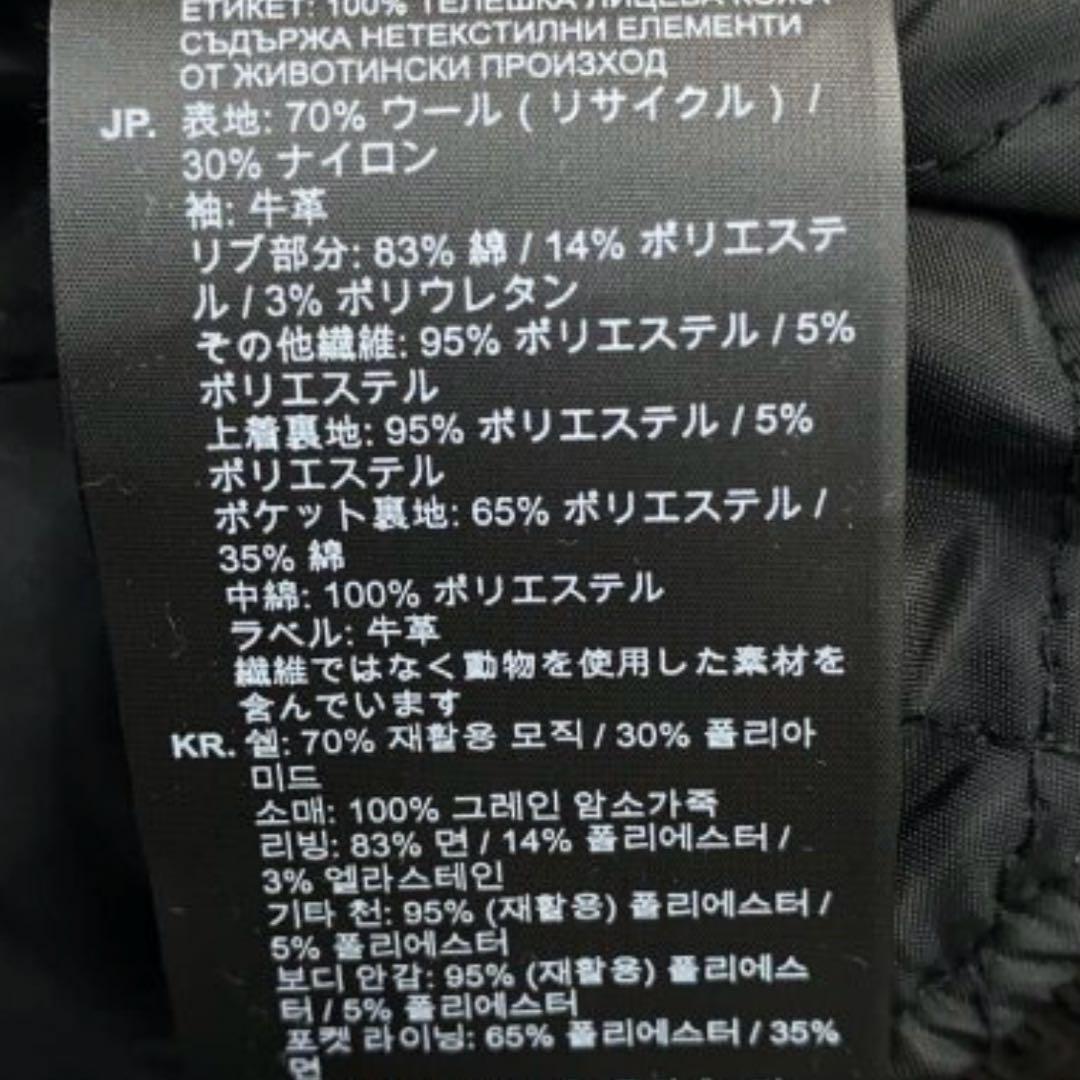 ЕТИКЕТ: 100% ТЕЛЕШКА ЛИЦЕВА КОЖА
СЪДЪРЖА НЕТЕКСТИЛНИ ЕЛЕМЕНТИ
ОТ ЖИВОТИНСКИ ПРОИЗХОД
JP. 表地: 70% ウール ( リサイクル ) /
30% ナイロン
袖: 牛革
リブ部分: 83% 綿 / 14% ポリエステ
ル / 3% ポリウレタン
その他繊維: 95% ポリエステル / 5%
ポリエステル
上着裏地: 95% ポリエステル / 5%
ポリエステル
ポケット裏地: 65% ポリエステル /
35% 綿
中綿: 100% ポリエステル
ラベル: 牛革
繊維ではなく動物を使用した素材を
含んでいます
KR. 쉘: 70% 재활용 모직 / 30% 폴리아
미드
소매: 100% 그레인 암소가죽
리빙: 83% 면 / 14% 폴리에스터 /
3% 엘라스테인
기타 천: 95% (재활용) 폴리에스터 /
5% 폴리에스터
보디 안감: 95% (재활용) 폴리에스
터 / 5% 폴리에스터
포켓 라이닝: 65% 폴리에스터 / 35%
면